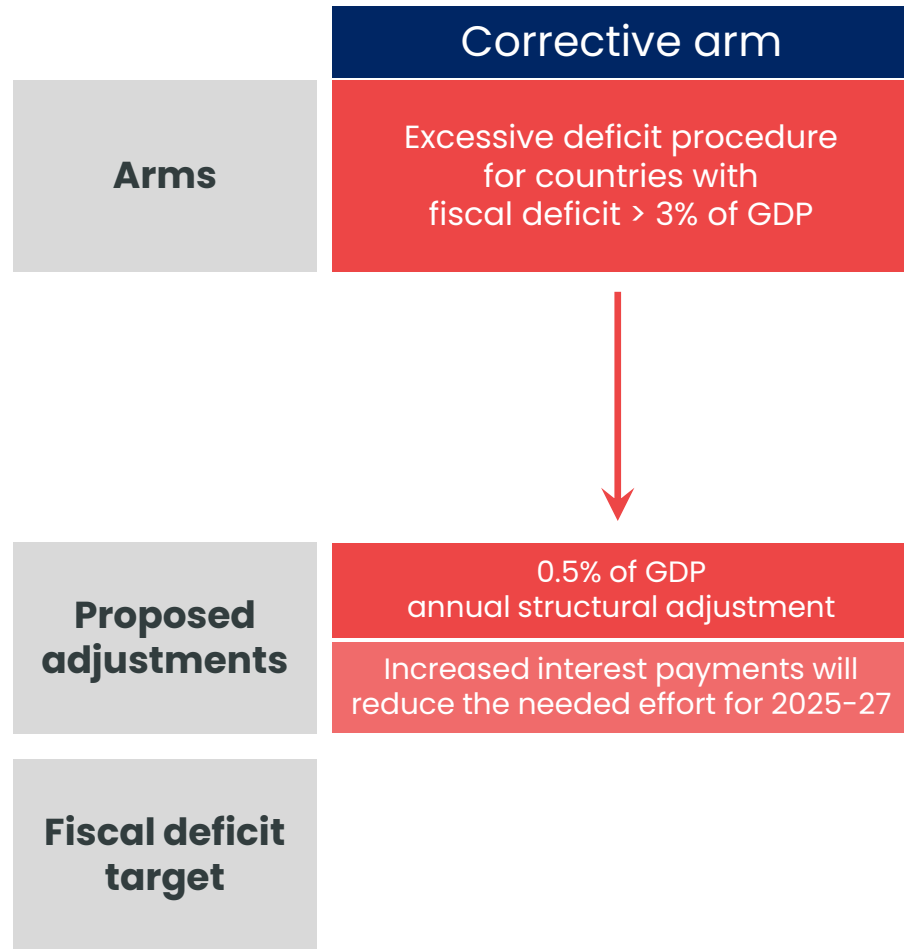 Corrective arm
Arms
Excessive deficit procedure
for countries with
fiscal deficit > 3% of GDP
Proposed
adjustments
0.5% of GDP
annual structural adjustment
Increased interest payments will
reduce the needed effort for 2025-27
Fiscal deficit
target